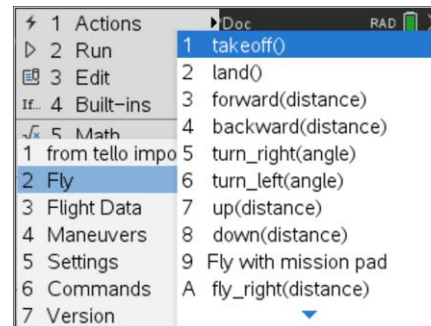 1 Actions
2 Run
3 Edit
If... 4 Built-ins
5 Math
Doc
RAD
1 from tello impo
2 Fly
3 Flight Data
4 Maneuvers
5 Settings
6 Commands
7 Version
1 takeoff()
2 land()
3 forward(distance)
4 backward(distance)
5 turn_right(angle)
6 turn_left(angle)
7 up(distance)
8 down(distance)
9 Fly with mission pad
A fly_right(distance)